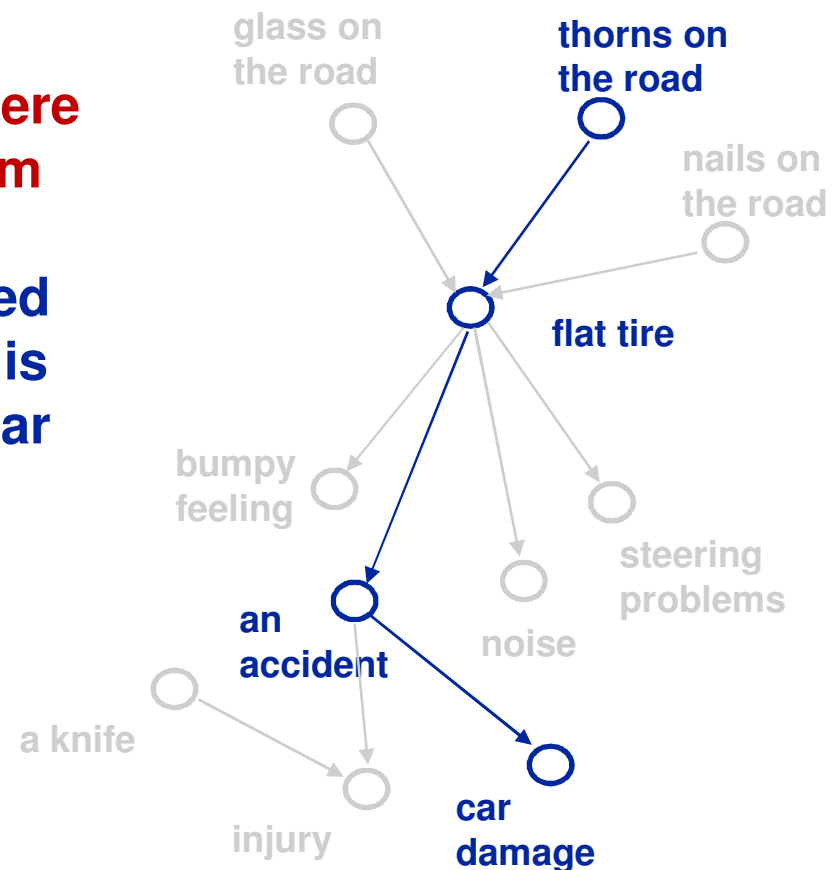 ere
m
ed
is
ar
glass on
the road
thorns on
the road
nails on
the road
flat tire
bumpy
feeling
steering
problems
an
accident
noise
a knife
injury
car
damage